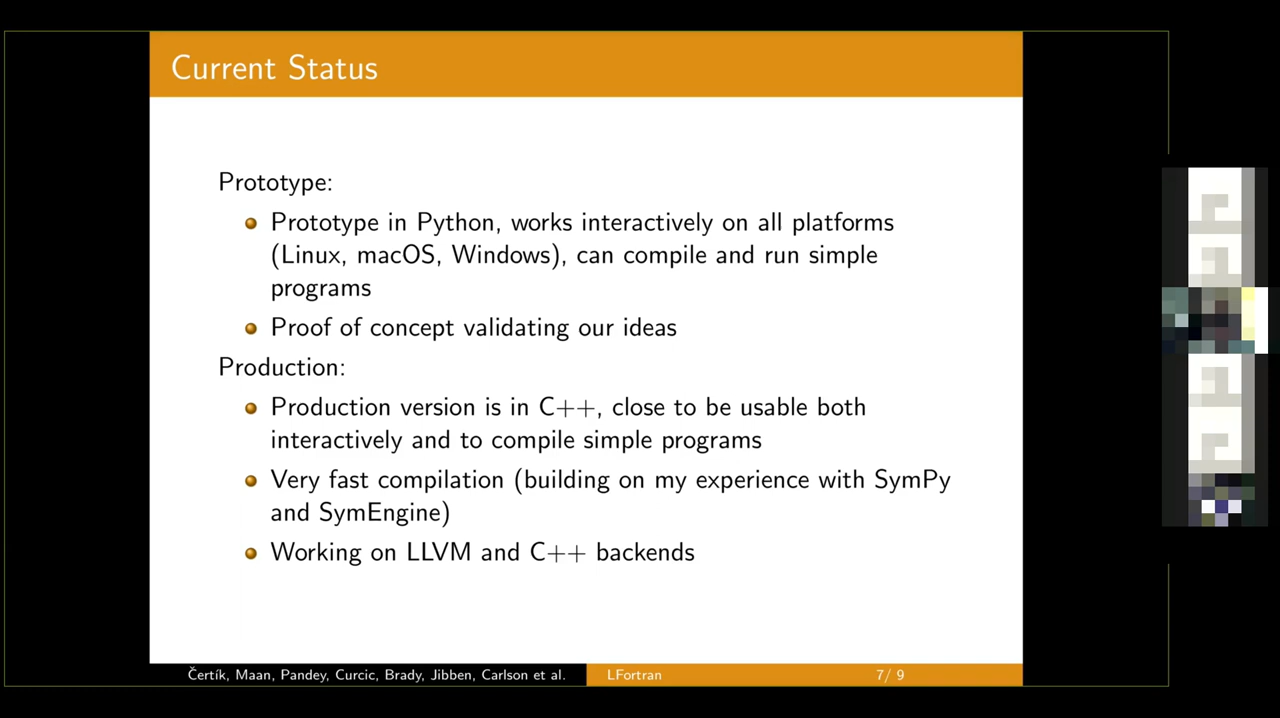 Current Status
Prototype:
Prototype in Python, works interactively on all platforms
(Linux, macOS, Windows), can compile and run simple
programs
Proof of concept validating our ideas
Production:
Production version is in C++, close to be usable both
interactively and to compile simple programs
Very fast compilation (building on my experience with SymPy
and SymEngine)
Working on LLVM and C++ backends
Čertík, Maan, Pandey, Curcic, Brady, Jibben, Carlson et al.
LFortran
7/ 9